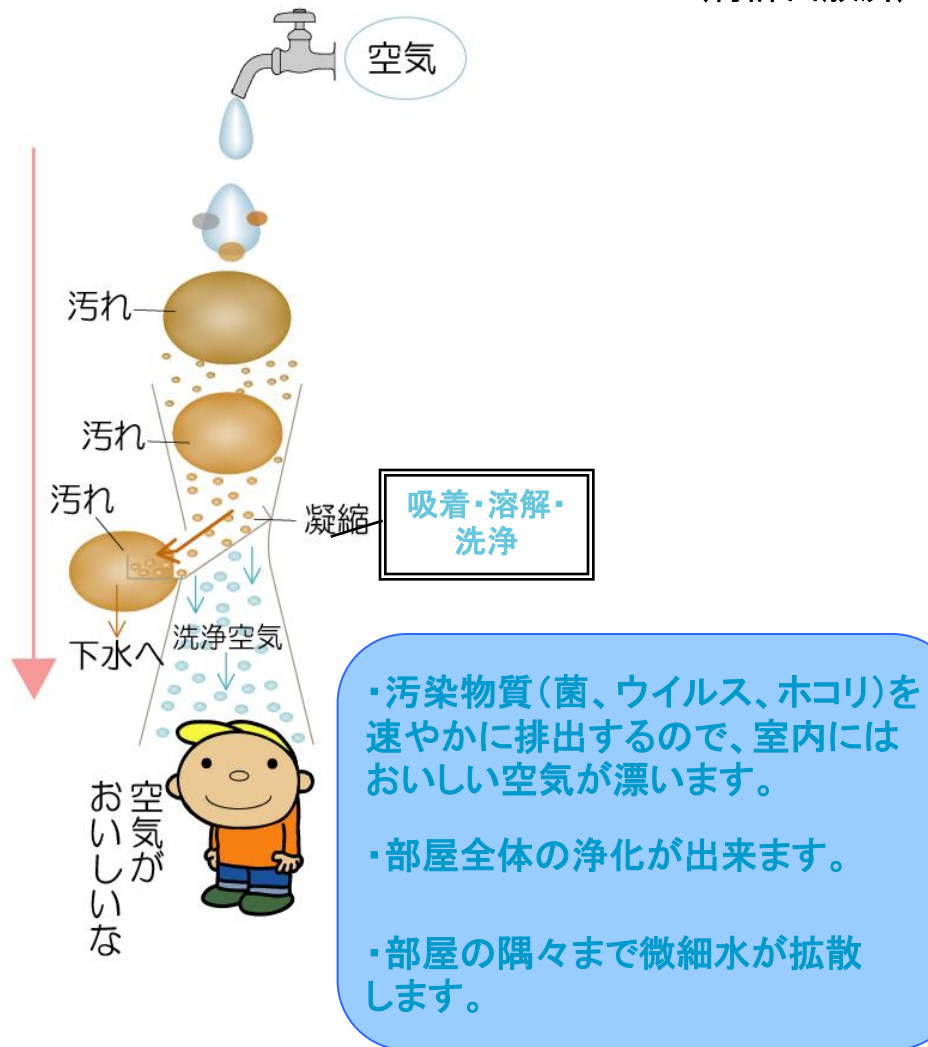 空気
汚れ
汚れ
汚れ
凝縮
吸着・溶解・
洗浄
下水へ
洗浄空気
空気が
おいしいな
・汚染物質（菌、ウイルス、ホコリ）を
速やかに排出するので、室内には
おいしい空気が漂います。
・部屋全体の浄化が出来ます。
・部屋の隅々まで微細水が拡散
します。